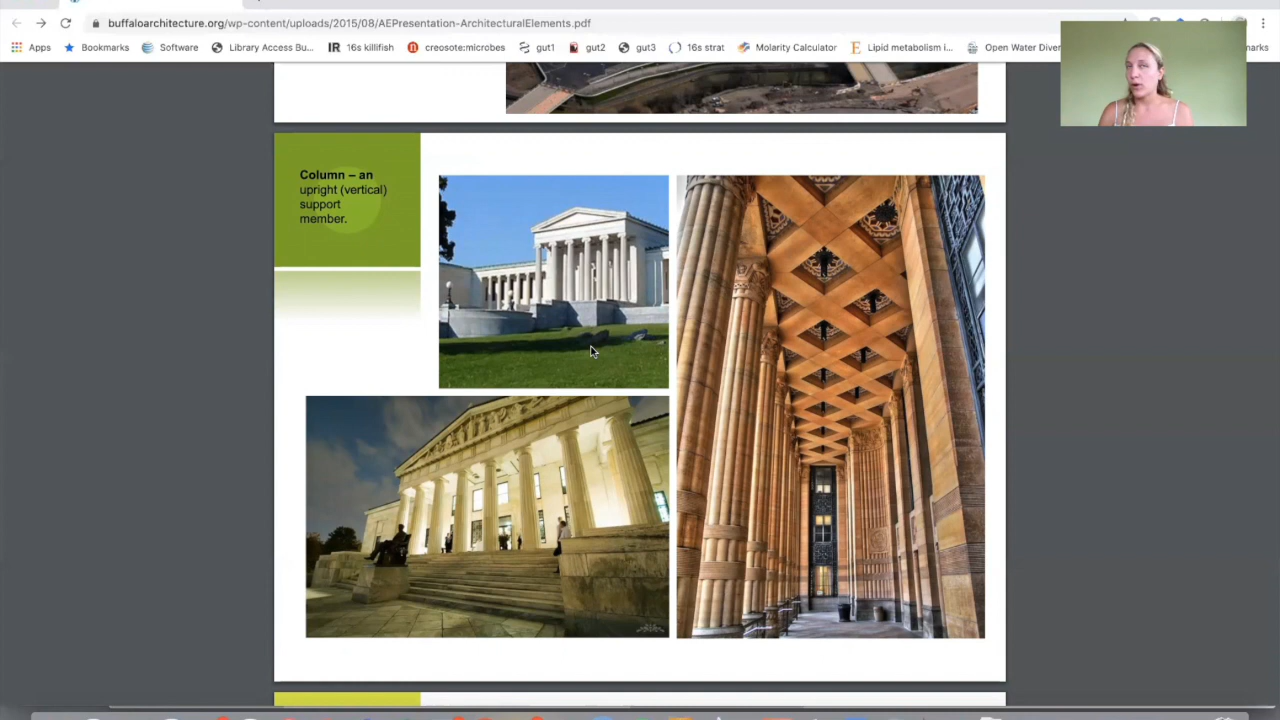 buffaloarchitecture.org/wp-content/uploads/2015/08/AEPresentation-ArchitecturalElements.pdf
Apps Bookmarks Software Library Access Bu... IR 16s killifish creosote:microbes gut1 gut2 gut3 16s strat Molarity Calculator Lipid metabolism i... Open Water Diver
Column – an
upright (vertical)
support
member.